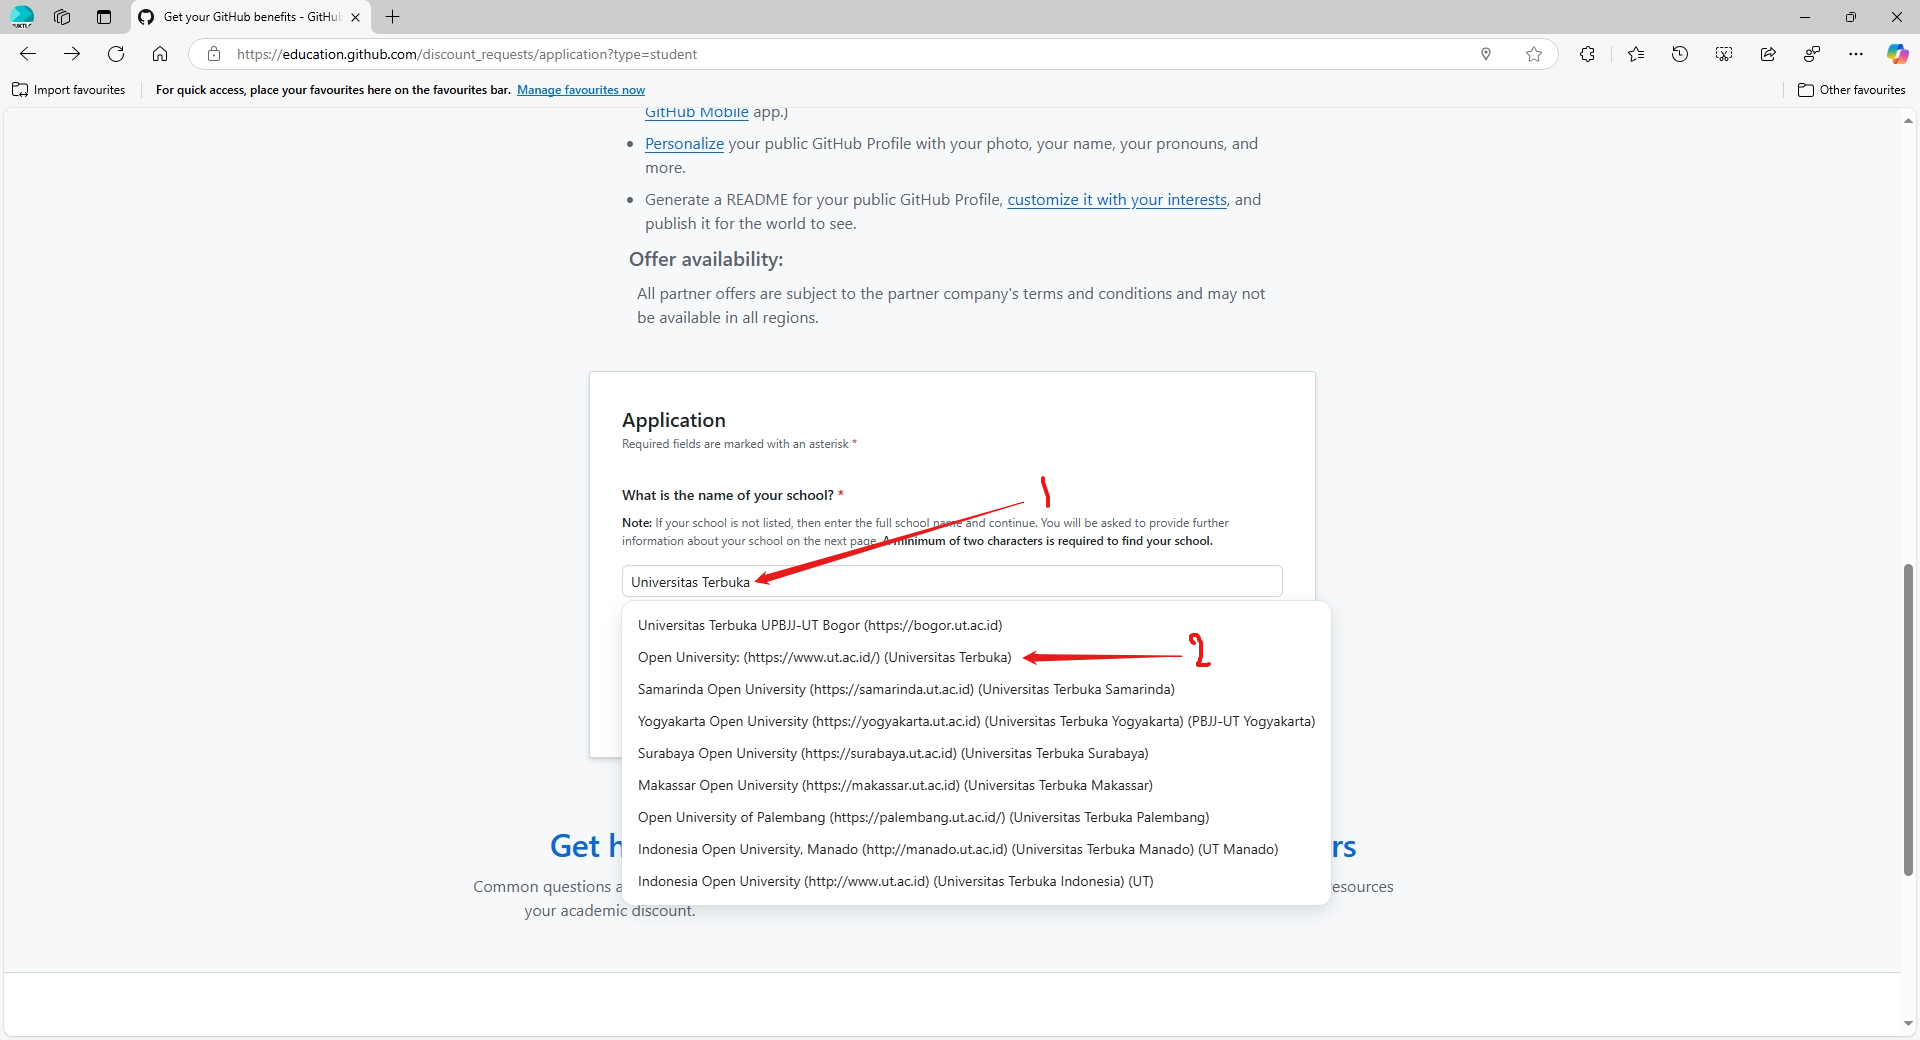 Get your GitHub benefits - GitHu
https://education.github.com/discount_requests/application?type=student
Import favourites
For quick access, place your favourites here on the favourites bar. Manage favourites now
Other favourites
GitHub Mobile app.)
Personalize your public GitHub Profile with your photo, your name, your pronouns, and
more.
Generate a README for your public GitHub Profile, customize it with your interests, and
publish it for the world to see.
Offer availability:
All partner offers are subject to the partner company's terms and conditions and may not
be available in all regions.
Application
Required fields are marked with an asterisk *
1
What is the name of your school? *
Note: If your school is not listed, then enter the full school name and continue. You will be asked to provide further
information about your school on the next page. A minimum of two characters is required to find your school.
Universitas Terbuka
Universitas Terbuka UPBJJ-UT Bogor (https://bogor.ut.ac.id)
2
Open University: (https://www.ut.ac.id/) (Universitas Terbuka)
Samarinda Open University (https://samarinda.ut.ac.id) (Universitas Terbuka Samarinda)
Yogyakarta Open University (https://yogyakarta.ut.ac.id) (Universitas Terbuka Yogyakarta) (PBJJ-UT Yogyakarta)
Surabaya Open University (https://surabaya.ut.ac.id) (Universitas Terbuka Surabaya)
Makassar Open University (https://makassar.ut.ac.id) (Universitas Terbuka Makassar)
Open University of Palembang (https://palembang.ut.ac.id/) (Universitas Terbuka Palembang)
Indonesia Open University, Manado (http://manado.ut.ac.id) (Universitas Terbuka Manado) (UT Manado)
Indonesia Open University (http://www.ut.ac.id) (Universitas Terbuka Indonesia) (UT)
Get h
rs
Common questions a
esources
your academic discount.